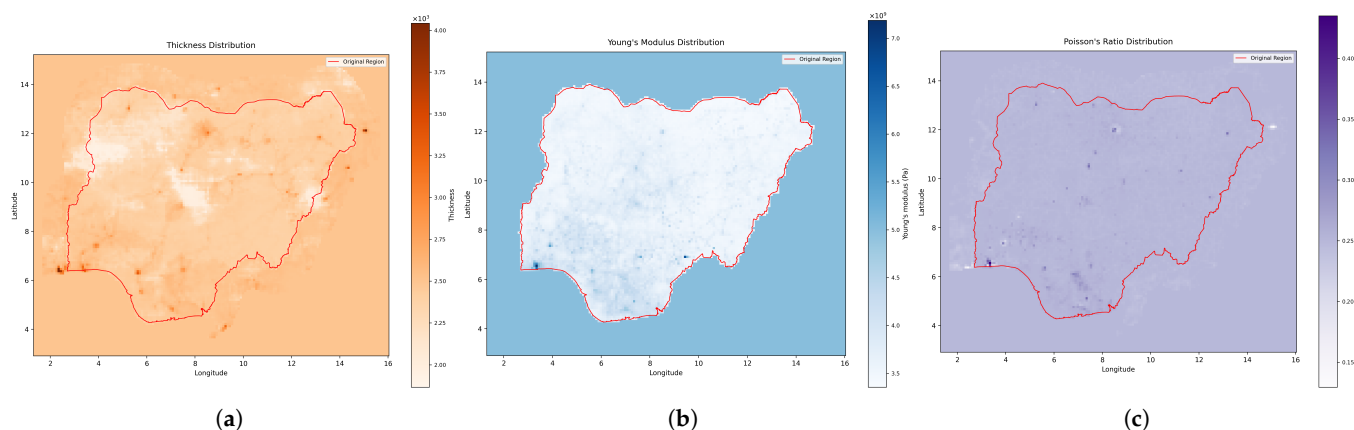 Thickness Distribution
×10³
4.00
3.75
3.50
3.25
3.00
2.75
2.50
2.25
2.00
Thickness
Original Region
14
12
10
8
6
4
Latitude
2 4 6 8 10 12 14 16
Longitude
(a)
Young's Modulus Distribution
×10⁹
7.0
6.5
6.0
5.5
5.0
4.5
4.0
3.5
Young's modulus (Pa)
Original Region
14
12
10
8
6
4
Latitude
2 4 6 8 10 12 14 16
Longitude
(b)
Poisson's Ratio Distribution
0.40
0.35
0.30
0.25
0.20
0.15
Original Region
14
12
10
8
6
4
Latitude
2 4 6 8 10 12 14 16
Longitude
(c)